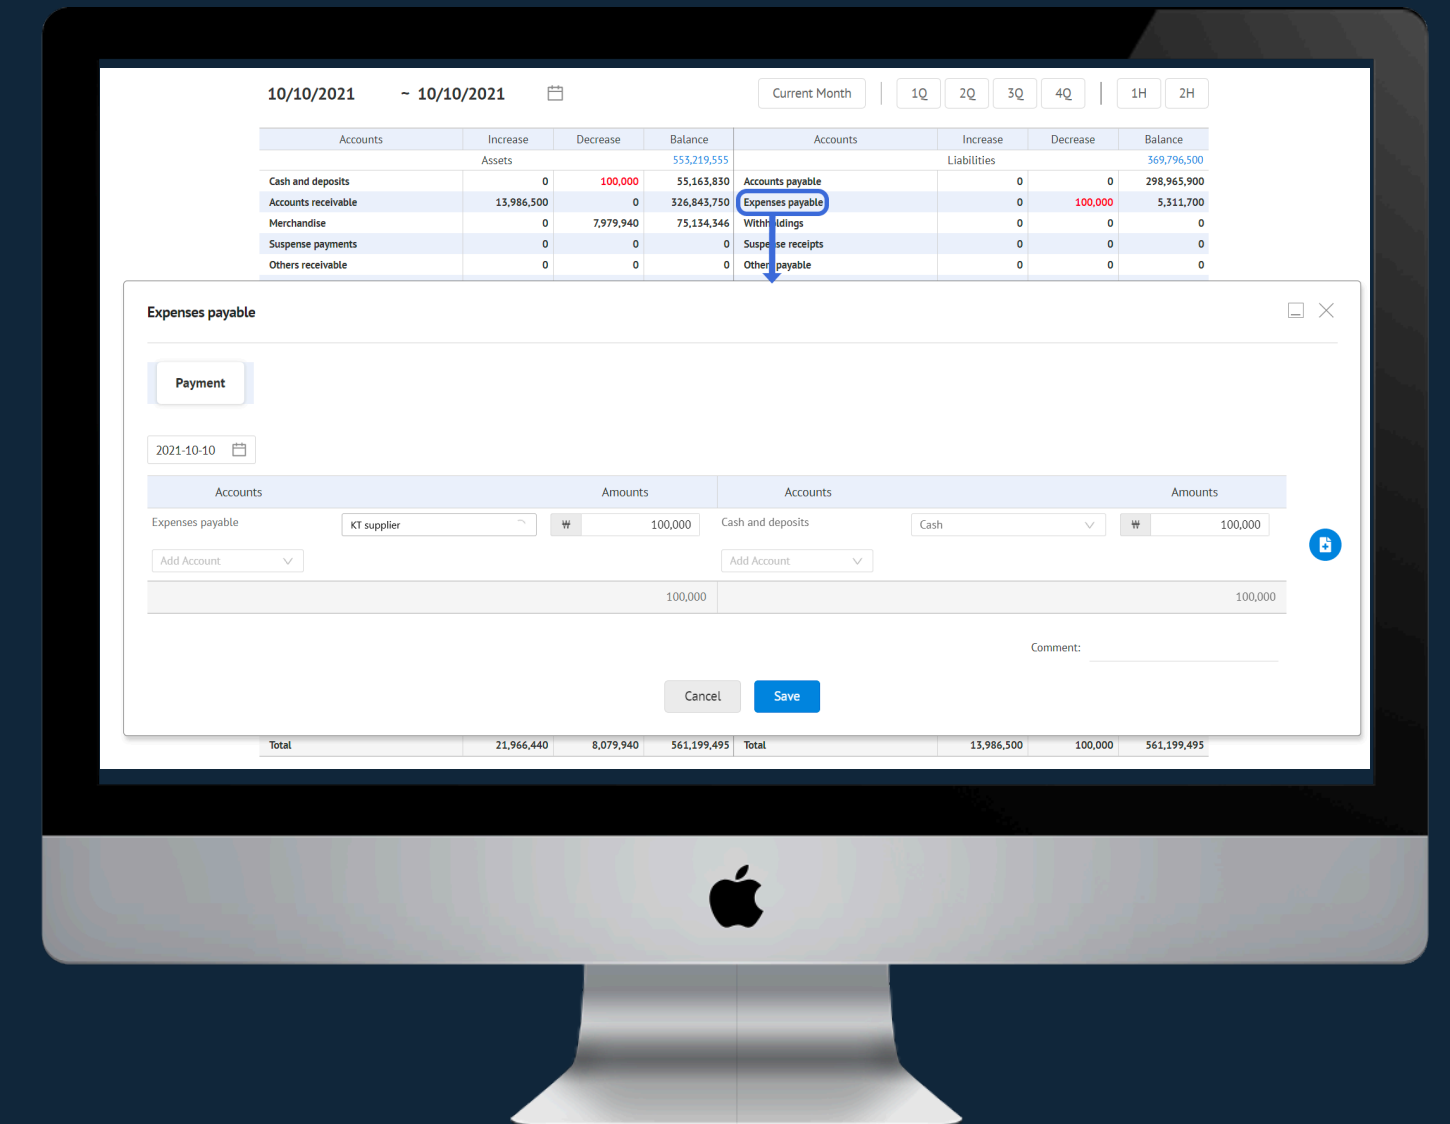 10/10/2021 ~ 10/10/2021 Current Month 1Q 2Q 3Q 4Q 1H 2H
Accounts Increase Decrease Balance Accounts Increase Decrease Balance
Assets 553,219,555 Liabilities 369,796,500
Cash and deposits 0 100,000 55,163,830 Accounts payable 0 0 298,965,900
Accounts receivable 13,986,500 0 326,843,750 Expenses payable 0 100,000 5,311,700
Merchandise 0 7,979,940 75,134,346 Withholdings 0 0 0
Suspense payments 0 0 0 Suspense receipts 0 0 0
Others receivable 0 0 0 Others payable 0 0 0
Expenses payable
Payment
2021-10-10
Accounts Amounts Accounts Amounts
Expenses payable KT supplier ₩ 100,000 Cash and deposits Cash ₩ 100,000
Add Account Add Account
100,000 100,000
Comment:
Cancel Save
Total 21,966,440 8,079,940 561,199,495 Total 13,986,500 100,000 561,199,495